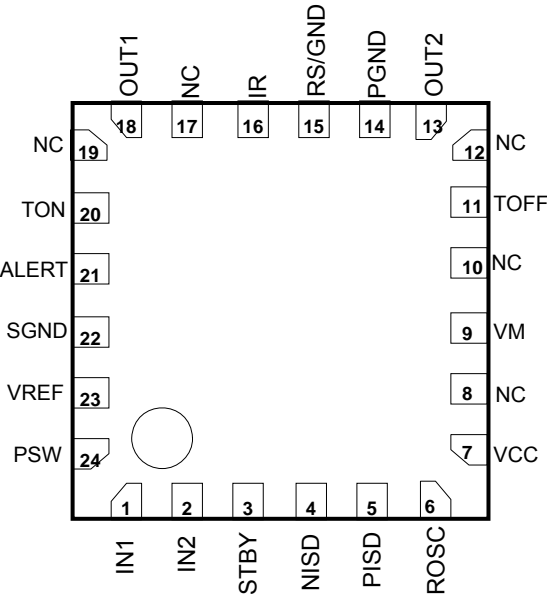 OUT1
NC
IR
RS/GND
PGND
OUT2
18
17
16
15
14
13
NC 19
TON 20
ALERT 21
SGND 22
VREF 23
PSW 24
12 NC
11 TOFF
10 NC
9 VM
8 NC
7 VCC
1
2
3
4
5
6
IN1
IN2
STBY
NISD
PISD
ROSC